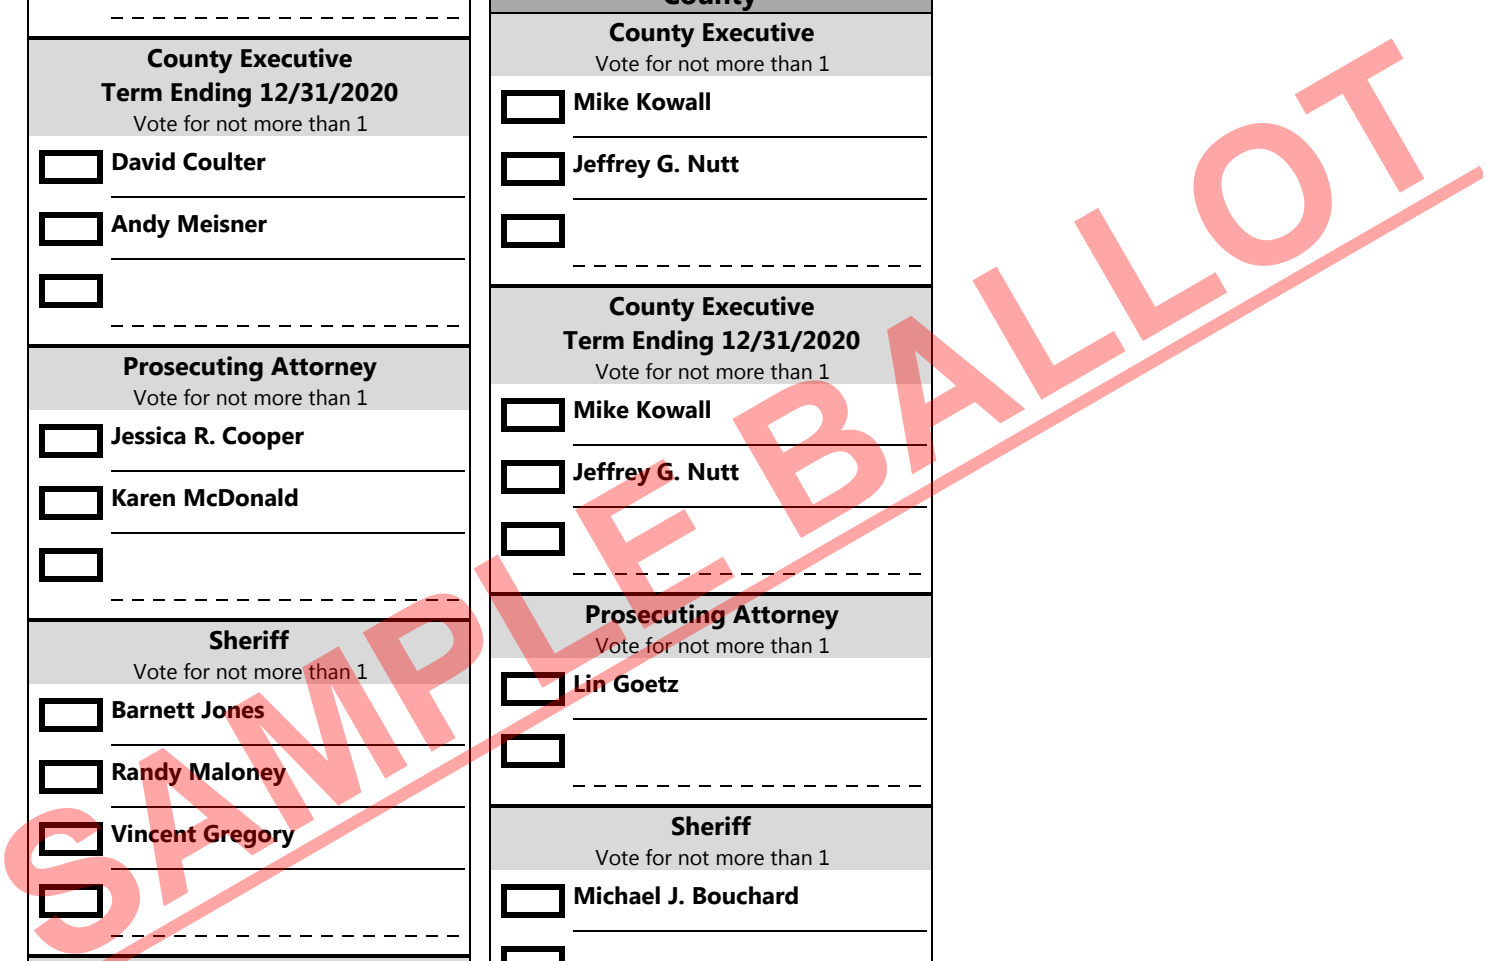 County Executive
Term Ending 12/31/2020
Vote for not more than 1
David Coulter
Andy Meisner
Prosecuting Attorney
Vote for not more than 1
Jessica R. Cooper
Karen McDonald
Sheriff
Vote for not more than 1
Barnett Jones
Randy Maloney
Vincent Gregory
County
County Executive
Vote for not more than 1
Mike Kowall
Jeffrey G. Nutt
County Executive
Term Ending 12/31/2020
Vote for not more than 1
Mike Kowall
Jeffrey G. Nutt
Prosecuting Attorney
Vote for not more than 1
Lin Goetz
Sheriff
Vote for not more than 1
Michael J. Bouchard
SAMPLE BALLOT